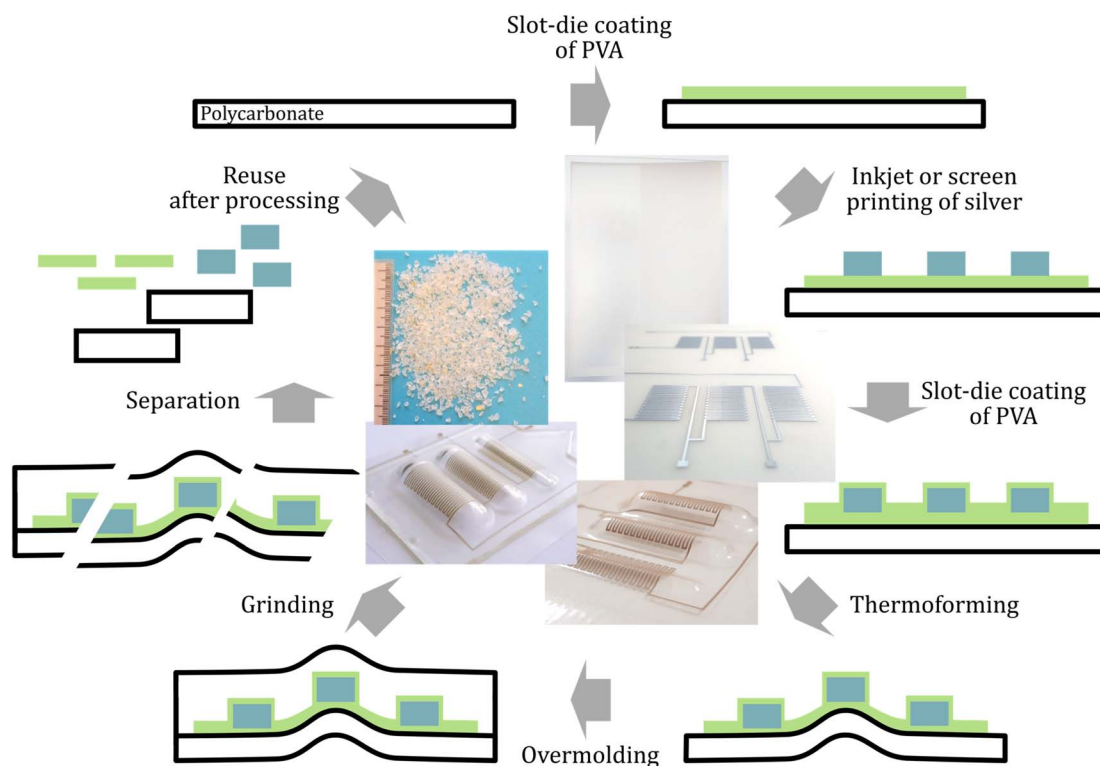 Slot-die coating
of PVA
Polycarbonate
Reuse
after processing
Inkjet or screen
printing of silver
Separation
Slot-die coating
of PVA
Grinding
Thermoforming
Overmolding